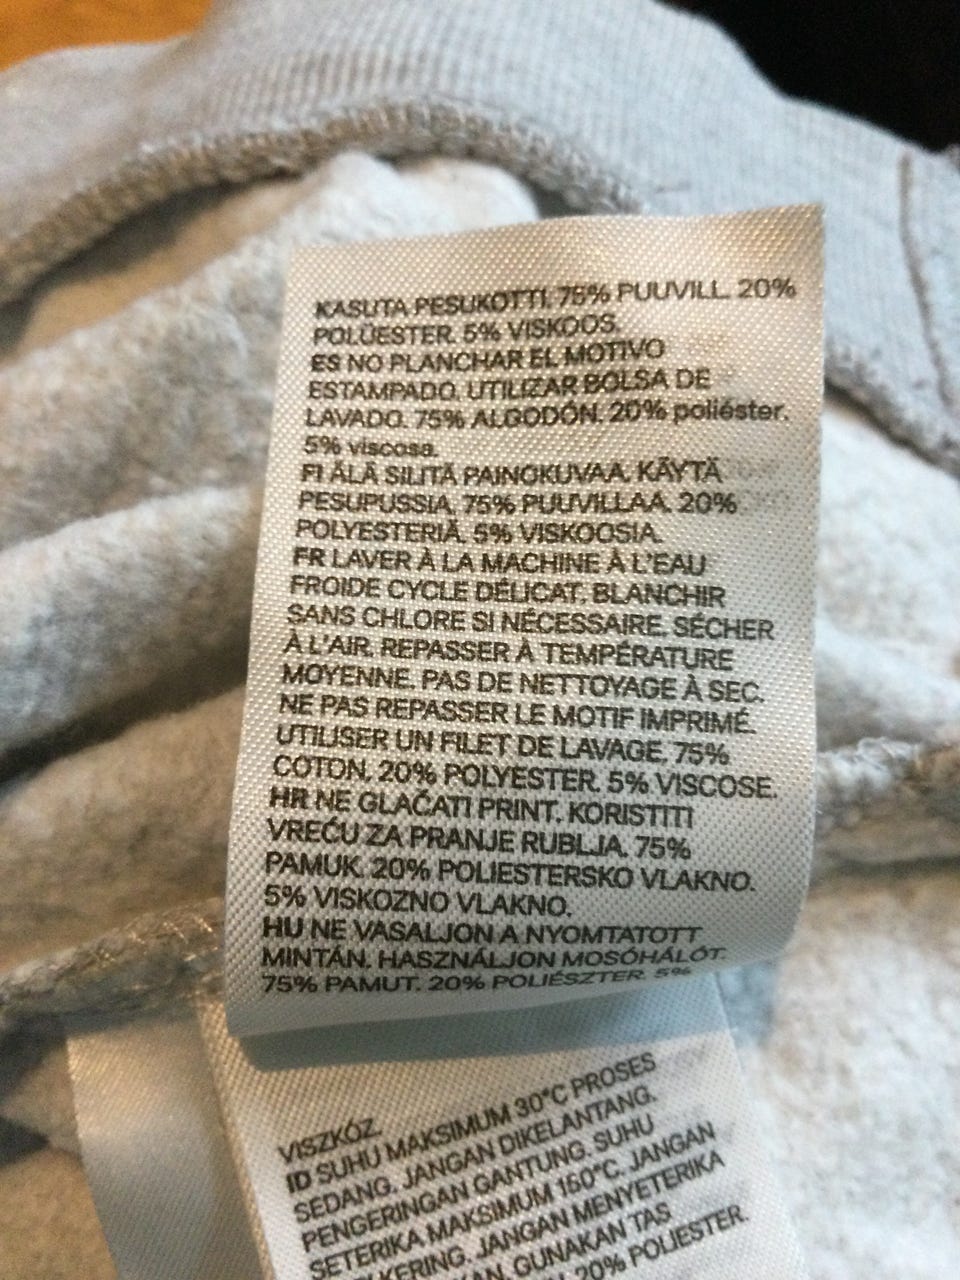 KASUTA PESUKOTTI. 75% PUUVILL. 20%
POLÜESTER. 5% VISKOOS.
ES NO PLANCHAR EL MOTIVO
ESTAMPADO. UTILIZAR BOLSA DE
LAVADO. 75% ALGODÓN. 20% poliéster.
5% viscosa.
FI ÄLÄ SILITÄ PAINOKUVAA. KÄYTÄ
PESUPUSSIA. 75% PUUVILLAA. 20%
POLYESTERIÄ. 5% VISKOOSIA.
FR LAVER À LA MACHINE À L'EAU
FROIDE CYCLE DÉLICAT. BLANCHIR
SANS CHLORE SI NÉCESSAIRE. SÉCHER
À L'AIR. REPASSER À TEMPÉRATURE
MOYENNE. PAS DE NETTOYAGE À SEC.
NE PAS REPASSER LE MOTIF IMPRIMÉ.
UTILISER UN FILET DE LAVAGE. 75%
COTON. 20% POLYESTER. 5% VISCOSE.
HR NE GLAČATI PRINT. KORISTITI
VREĆU ZA PRANJE RUBLJA. 75%
PAMUK. 20% POLIESTERSKO VLAKNO.
5% VISKOZNO VLAKNO.
HU NE VASALJON A NYOMTATOTT
MINTÁN. HASZNÁLJON MOSÓHÁLÓT.
75% PAMUT. 20% POLIÉSZTER. 5%
VISZKÓZ.
ID SUHU MAKSIMUM 30°C PROSES
SEDANG. JANGAN DIKELANTANG.
PENGERINGAN GANTUNG. SUHU
SETERIKA MAKSIMUM 150°C. JANGAN
KERING. JANGAN MENYETERIKA
GUNAKAN TAS
20% POLIESTER.